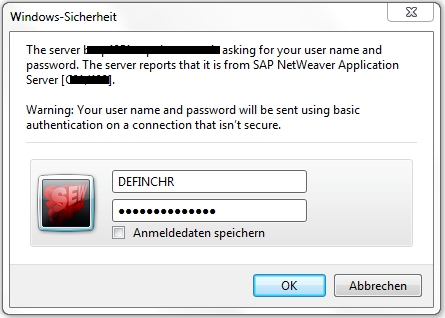 Windows-Sicherheit
The server asking for your user name and
password. The server reports that it is from SAP NetWeaver Application
Server [
].
Warning: Your user name and password will be sent using basic
authentication on a connection that isn't secure.
DEFINCHR
●●●●●●●●●●●●●●
Anmeldedaten speichern
OK
Abbrechen